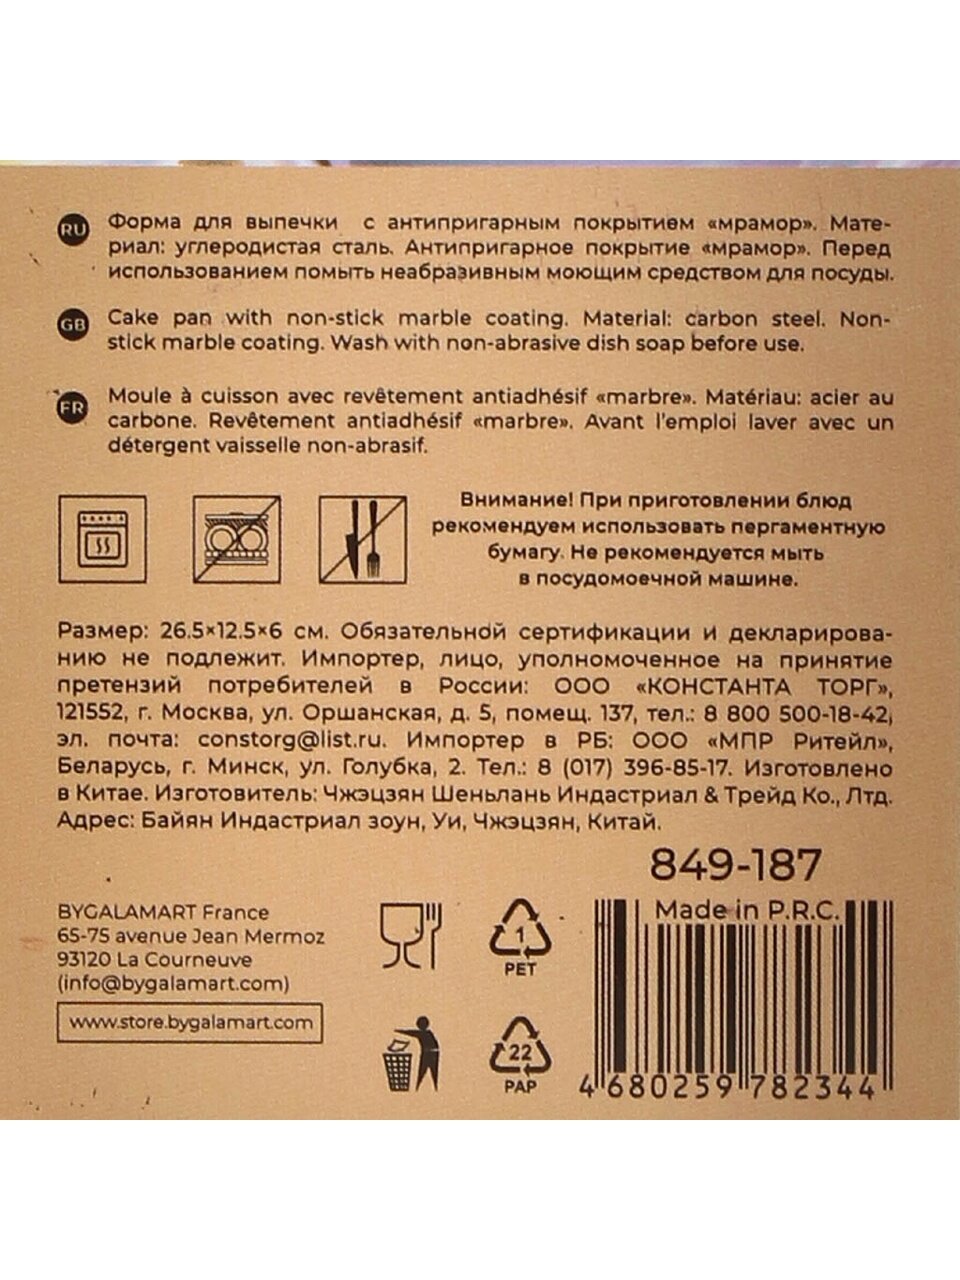 RU
Форма для выпечки с антипригарным покрытием «мрамор». Мате-
риал: углеродистая сталь. Антипригарное покрытие «мрамор». Перед
использованием помыть неабразивным моющим средством для посуды.
GB
Cake pan with non-stick marble coating. Material: carbon steel. Non-
stick marble coating. Wash with non-abrasive dish soap before use.
FR
Moule à cuisson avec revêtement antiadhésif «marbre». Matériau: acier au
carbone. Revêtement antiadhésif «marbre». Avant l'emploi laver avec un
détergent vaisselle non-abrasif.
Внимание! При приготовлении блюд
рекомендуем использовать пергаментную
бумагу. Не рекомендуется мыть
в посудомоечной машине.
Размер: 26.5×12.5×6 см. Обязательной сертификации и декларирова-
нию не подлежит. Импортер, лицо, уполномоченное на принятие
претензий потребителей в России: ООО «КОНСТАНТА ТОРГ»,
121552, г. Москва, ул. Оршанская, д. 5, помещ. 137, тел.: 8 800 500-18-42,
эл. почта: constorg@list.ru. Импортер в РБ: ООО «МПР Ритейл»,
Беларусь, г. Минск, ул. Голубка, 2. Тел.: 8 (017) 396-85-17. Изготовлено
в Китае. Изготовитель: Чжэцзян Шеньлань Индастриал & Трейд Ко., Лтд.
Адрес: Байян Индастриал зоун, Уи, Чжэцзян, Китай.
849-187
Made in P.R.C.
BYGALAMART France
65-75 avenue Jean Mermoz
93120 La Courneuve
(info@bygalamart.com)
www.store.bygalamart.com
1
PET
22
PAP
4 680259 782344